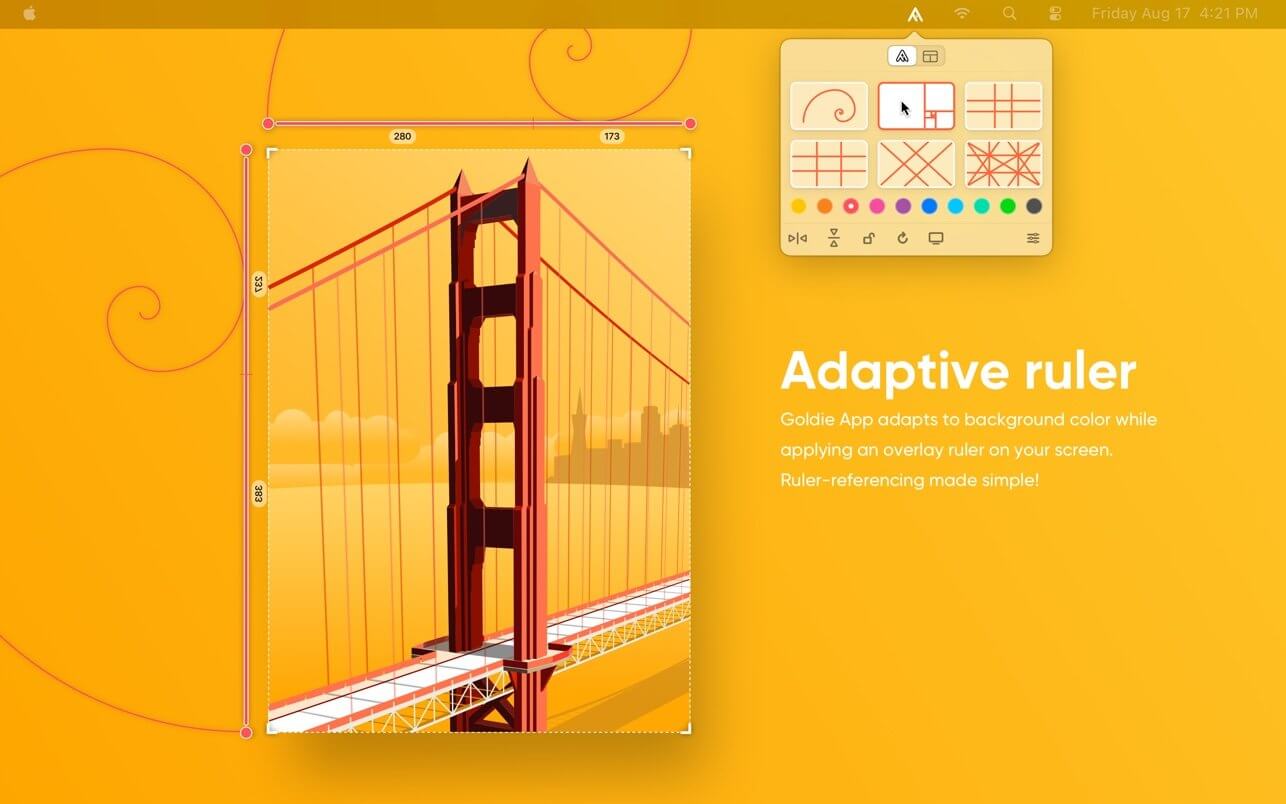 Friday Aug 17 4:21 PM
280
173
237
383
Adaptive ruler
Goldie App adapts to background color while
applying an overlay ruler on your screen.
Ruler-referencing made simple!